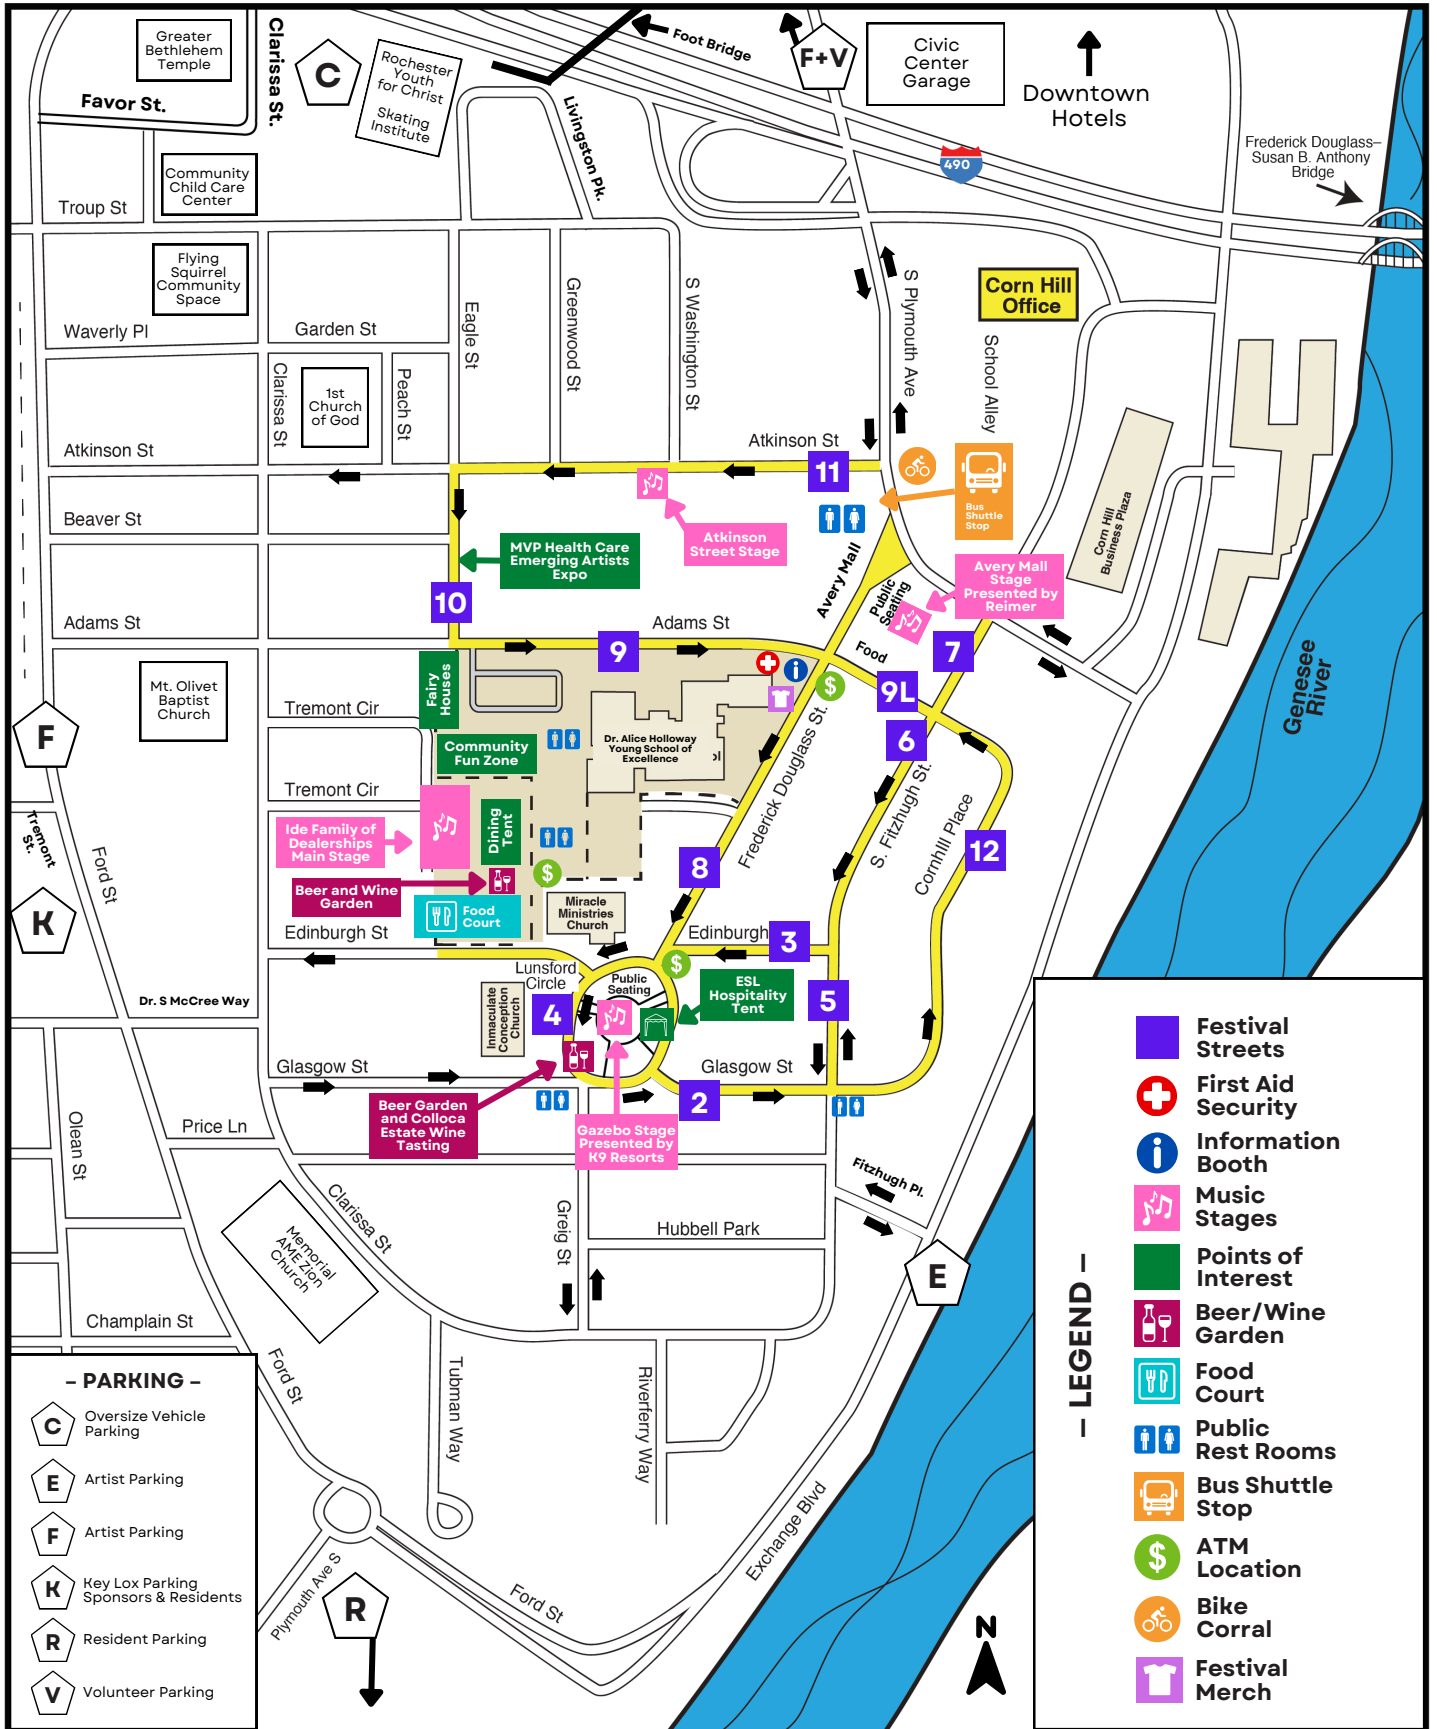 Greater
Bethlehem
Temple
Clarissa St.
C
Rochester
Youth
for Christ
Skating
Institute
Foot Bridge
F+V
Civic
Center
Garage
Downtown
Hotels
Favor St.
Livingston Pk.
490
Frederick Douglass–
Susan B. Anthony
Bridge
Community
Child Care
Center
Troup St
Flying
Squirrel
Community
Space
Waverly Pl
Garden St
Eagle St
Greenwood St
S Washington St
S Plymouth Ave
Corn Hill
Office
School Alley
Clarissa St
1st
Church
of God
Peach St
Atkinson St
Atkinson St
11
Bus
Shuttle
Stop
Beaver St
Atkinson
Street Stage
MVP Health Care
Emerging Artists
Expo
Avery Mall
Public
Seating
Avery Mall
Stage
Presented by
Reimer
Corn Hill
Business Plaza
10
Adams St
Adams St
9
Food
7
9L
6
Genesee
River
Mt. Olivet
Baptist
Church
Fairy
Houses
Tremont Cir
Community
Fun Zone
Dr. Alice Holloway
Young School of
Excellence
ol
$
F
Tremont Cir
Frederick Douglass St.
S. Fitzhugh St.
Cornhill Place
12
Tremont
St.
Ford St
Ide Family of
Dealerships
Main Stage
Dining
Tent
8
Beer and Wine
Garden
$
Food
Court
Miracle
Ministries
Church
K
Edinburgh St
Edinburgh
3
$
Lunsford
Circle
Public
Seating
ESL
Hospitality
Tent
Dr. S McCree Way
Immaculate
Conception
Church
4
5
Glasgow St
Glasgow St
2
Beer Garden
and Colloca
Estate Wine
Tasting
Gazebo Stage
Presented by
K9 Resorts
Olean St
Price Ln
Fitzhugh Pl.
Clarissa St
Greig St
Hubbell Park
Memorial
AME Zion
Church
E
Champlain St
Ford St
Tubman Way
Riverferry Way
Exchange Blvd
Plymouth Ave S
R
Ford St
N
– PARKING –
C
Oversize Vehicle
Parking
E
Artist Parking
F
Artist Parking
K
Key Lox Parking
Sponsors & Residents
R
Resident Parking
V
Volunteer Parking
– LEGEND –
Festival
Streets
First Aid
Security
Information
Booth
Music
Stages
Points of
Interest
Beer/Wine
Garden
Food
Court
Public
Rest Rooms
Bus Shuttle
Stop
$
ATM
Location
Bike
Corral
Festival
Merch